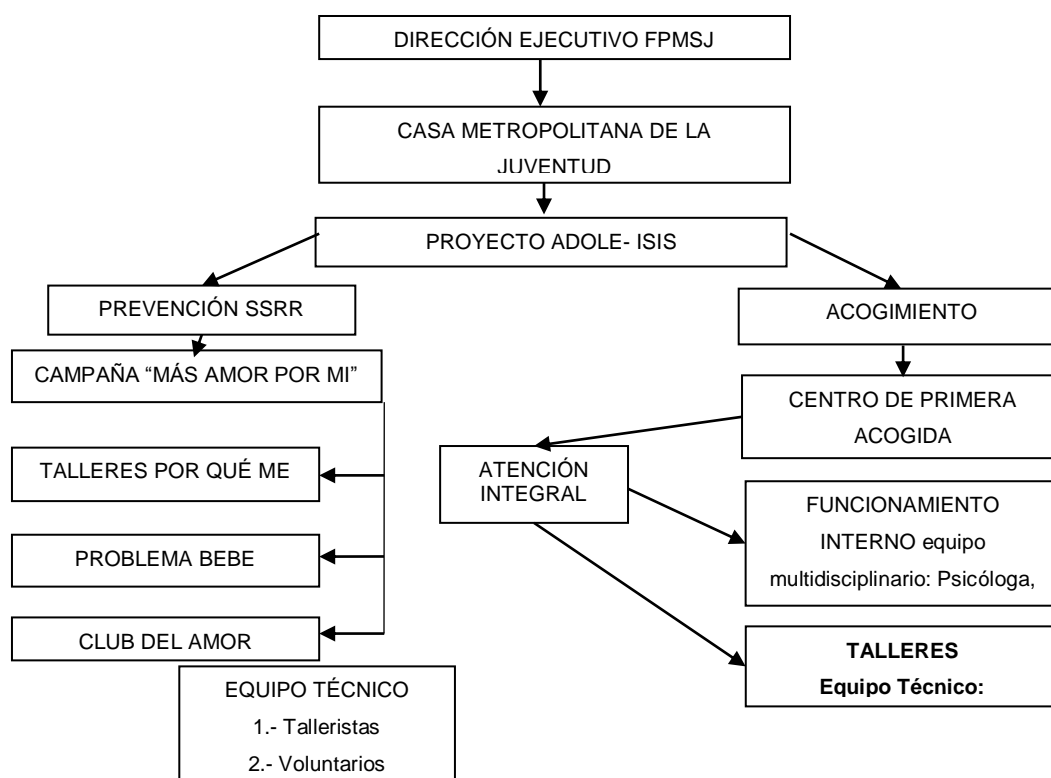 DIRECCIÓN EJECUTIVO FPMSJ
CASA METROPOLITANA DE LA
JUVENTUD
PROYECTO ADOLE- ISIS
PREVENCIÓN SSRR
CAMPAÑA “MÁS AMOR POR MI”
TALLERES POR QUÉ ME
PROBLEMA BEBE
CLUB DEL AMOR
EQUIPO TÉCNICO
1.- Talleristas
2.- Voluntarios
ACOGIMIENTO
CENTRO DE PRIMERA
ACOGIDA
ATENCIÓN
INTEGRAL
FUNCIONAMIENTO
INTERNO equipo
multidisciplinario: Psicóloga,
TALLERES
Equipo Técnico: